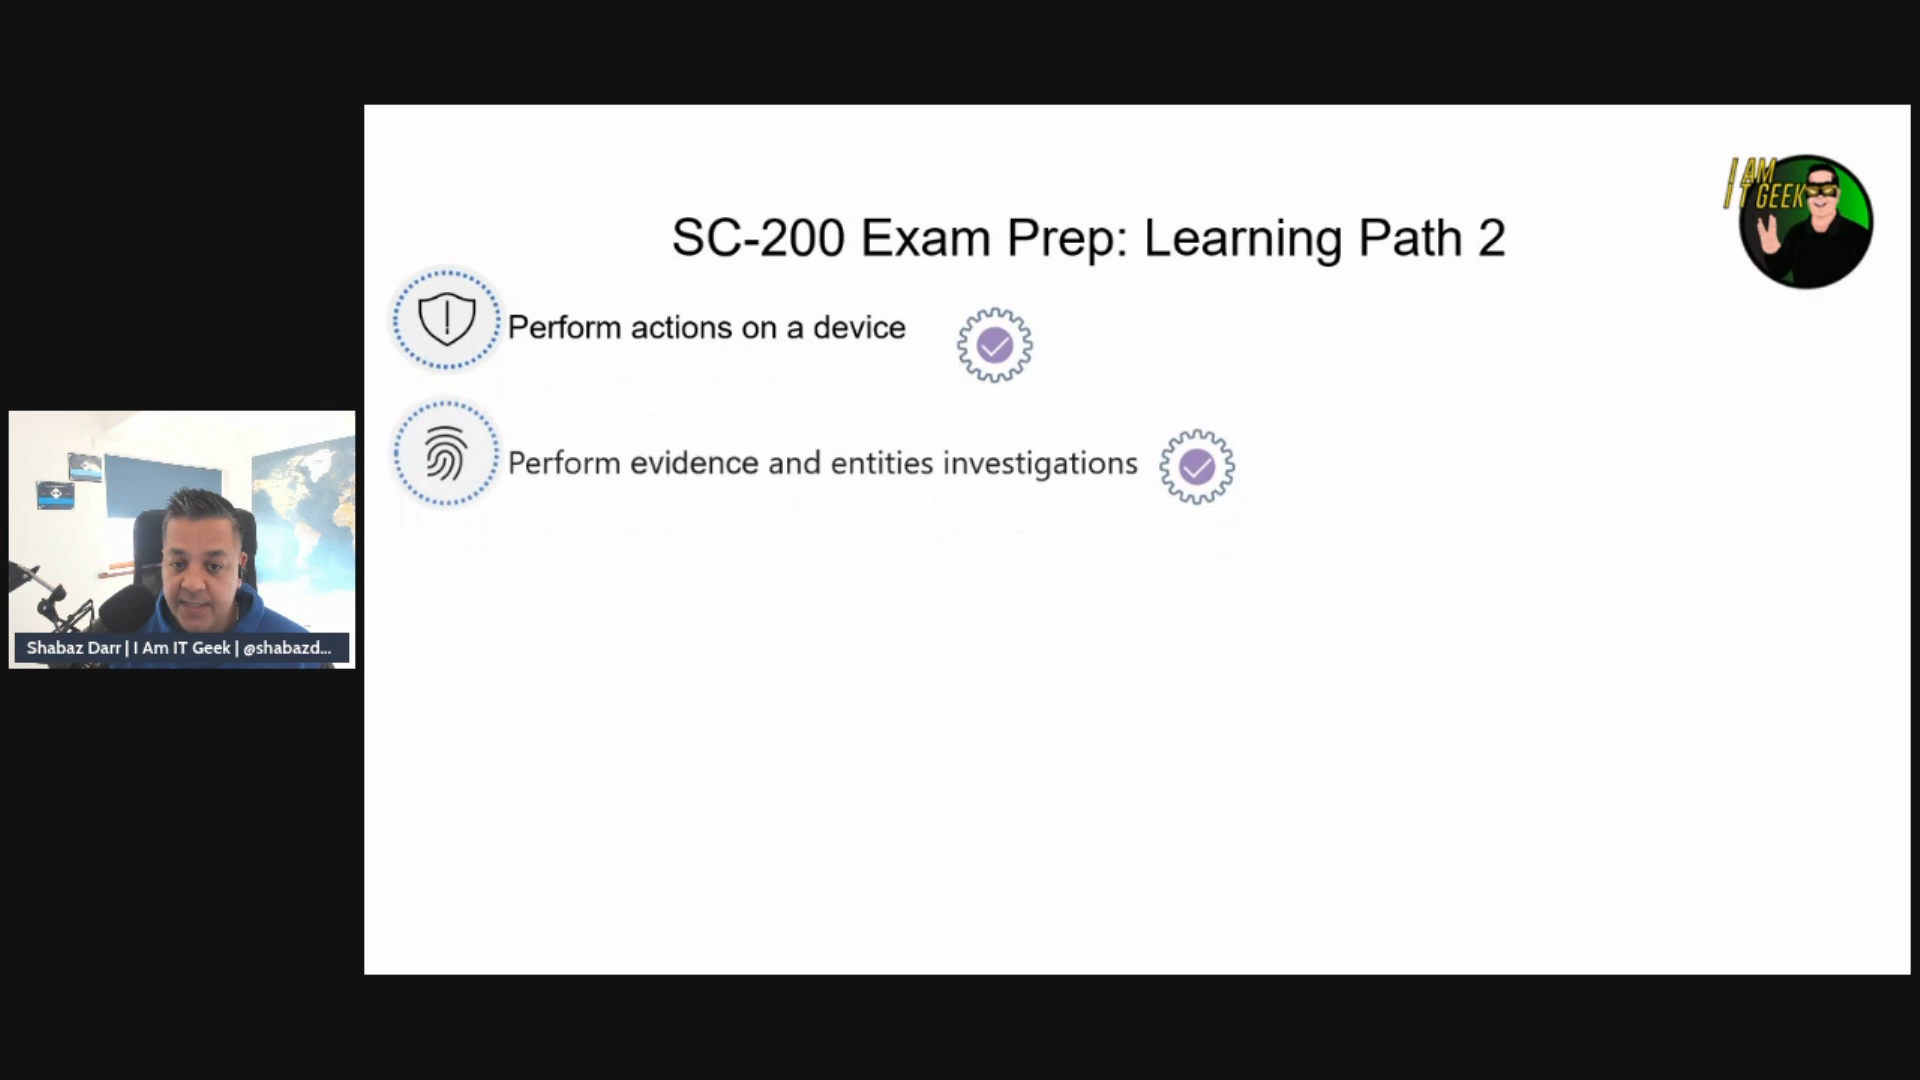 I AM
IT GEEK
SC-200 Exam Prep: Learning Path 2
Perform actions on a device
Perform evidence and entities investigations
Shabaz Darr | I Am IT Geek | @shabazd...